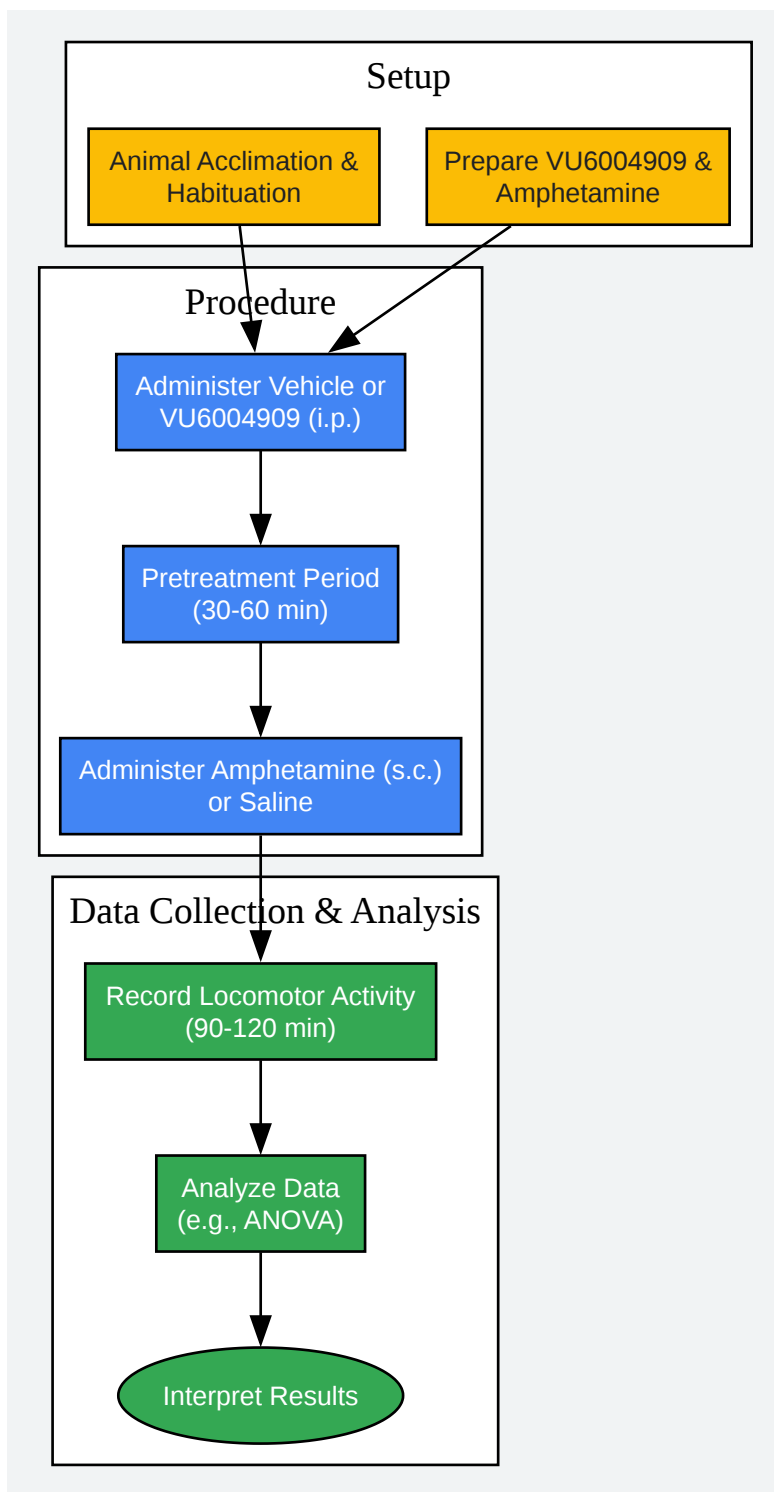 Setup
Animal Acclimation &
Habituation
Prepare VU6004909 &
Amphetamine
Procedure
Administer Vehicle or
VU6004909 (i.p.)
Pretreatment Period
(30-60 min)
Administer Amphetamine (s.c.)
or Saline
Data Collection & Analysis
Record Locomotor Activity
(90-120 min)
Analyze Data
(e.g., ANOVA)
Interpret Results